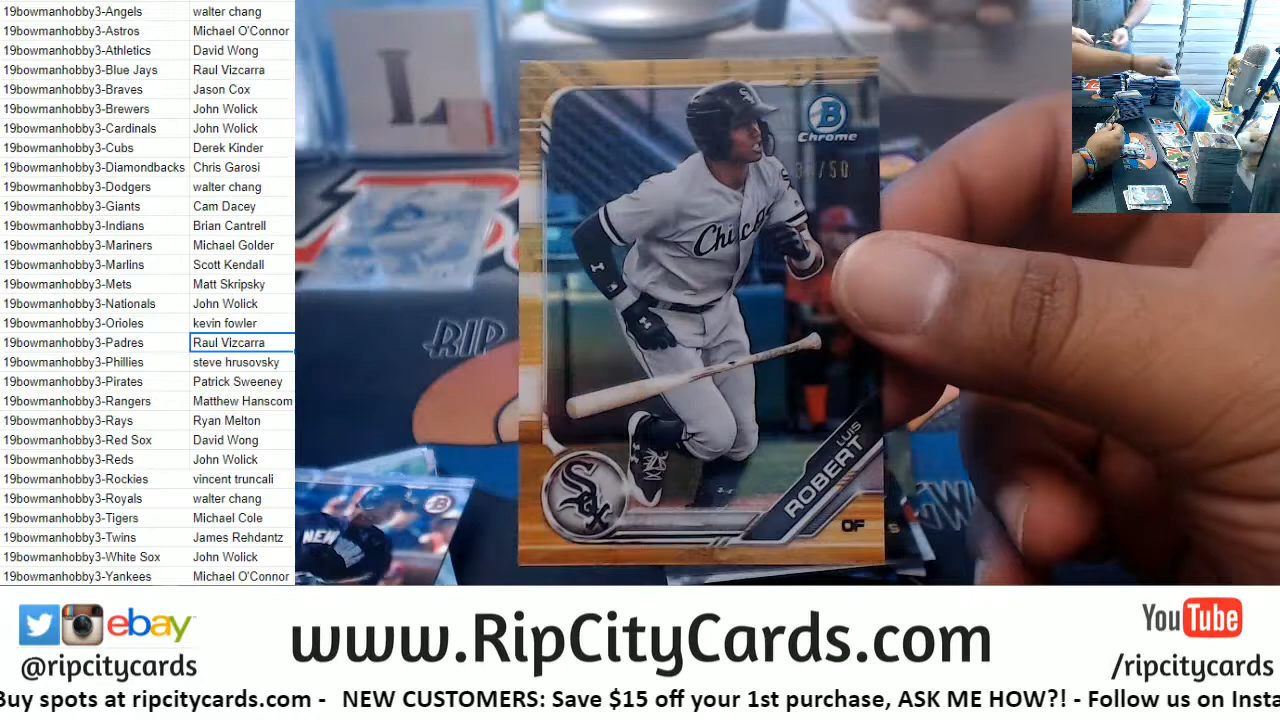 19bowmanhobby3-Angels walter chang
19bowmanhobby3-Astros Michael O'Connor
19bowmanhobby3-Athletics David Wong
19bowmanhobby3-Blue Jays Raul Vizcarra
19bowmanhobby3-Braves Jason Cox
19bowmanhobby3-Brewers John Wolick
19bowmanhobby3-Cardinals John Wolick
19bowmanhobby3-Cubs Derek Kinder
19bowmanhobby3-Diamondbacks Chris Garosi
19bowmanhobby3-Dodgers walter chang
19bowmanhobby3-Giants Cam Dacey
19bowmanhobby3-Indians Brian Cantrell
19bowmanhobby3-Mariners Michael Golder
19bowmanhobby3-Marlins Scott Kendall
19bowmanhobby3-Mets Matt Skripsky
19bowmanhobby3-Nationals John Wolick
19bowmanhobby3-Orioles kevin fowler
19bowmanhobby3-Padres Raul Vizcarra
19bowmanhobby3-Phillies steve hrusovsky
19bowmanhobby3-Pirates Patrick Sweeney
19bowmanhobby3-Rangers Matthew Hanscom
19bowmanhobby3-Rays Ryan Melton
19bowmanhobby3-Red Sox David Wong
19bowmanhobby3-Reds John Wolick
19bowmanhobby3-Rockies vincent truncali
19bowmanhobby3-Royals walter chang
19bowmanhobby3-Tigers Michael Cole
19bowmanhobby3-Twins James Rehdantz
19bowmanhobby3-White Sox John Wolick
19bowmanhobby3-Yankees Michael O'Connor
L
RIP
B
Chrome
/50
Chicago
Sox
LUIS
ROBERT
OF
NEW
ebay
@ripcitycards
www.RipCityCards.com
YouTube
/ripcitycards
Buy spots at ripcitycards.com - NEW CUSTOMERS: Save $15 off your 1st purchase, ASK ME HOW?! - Follow us on Insta